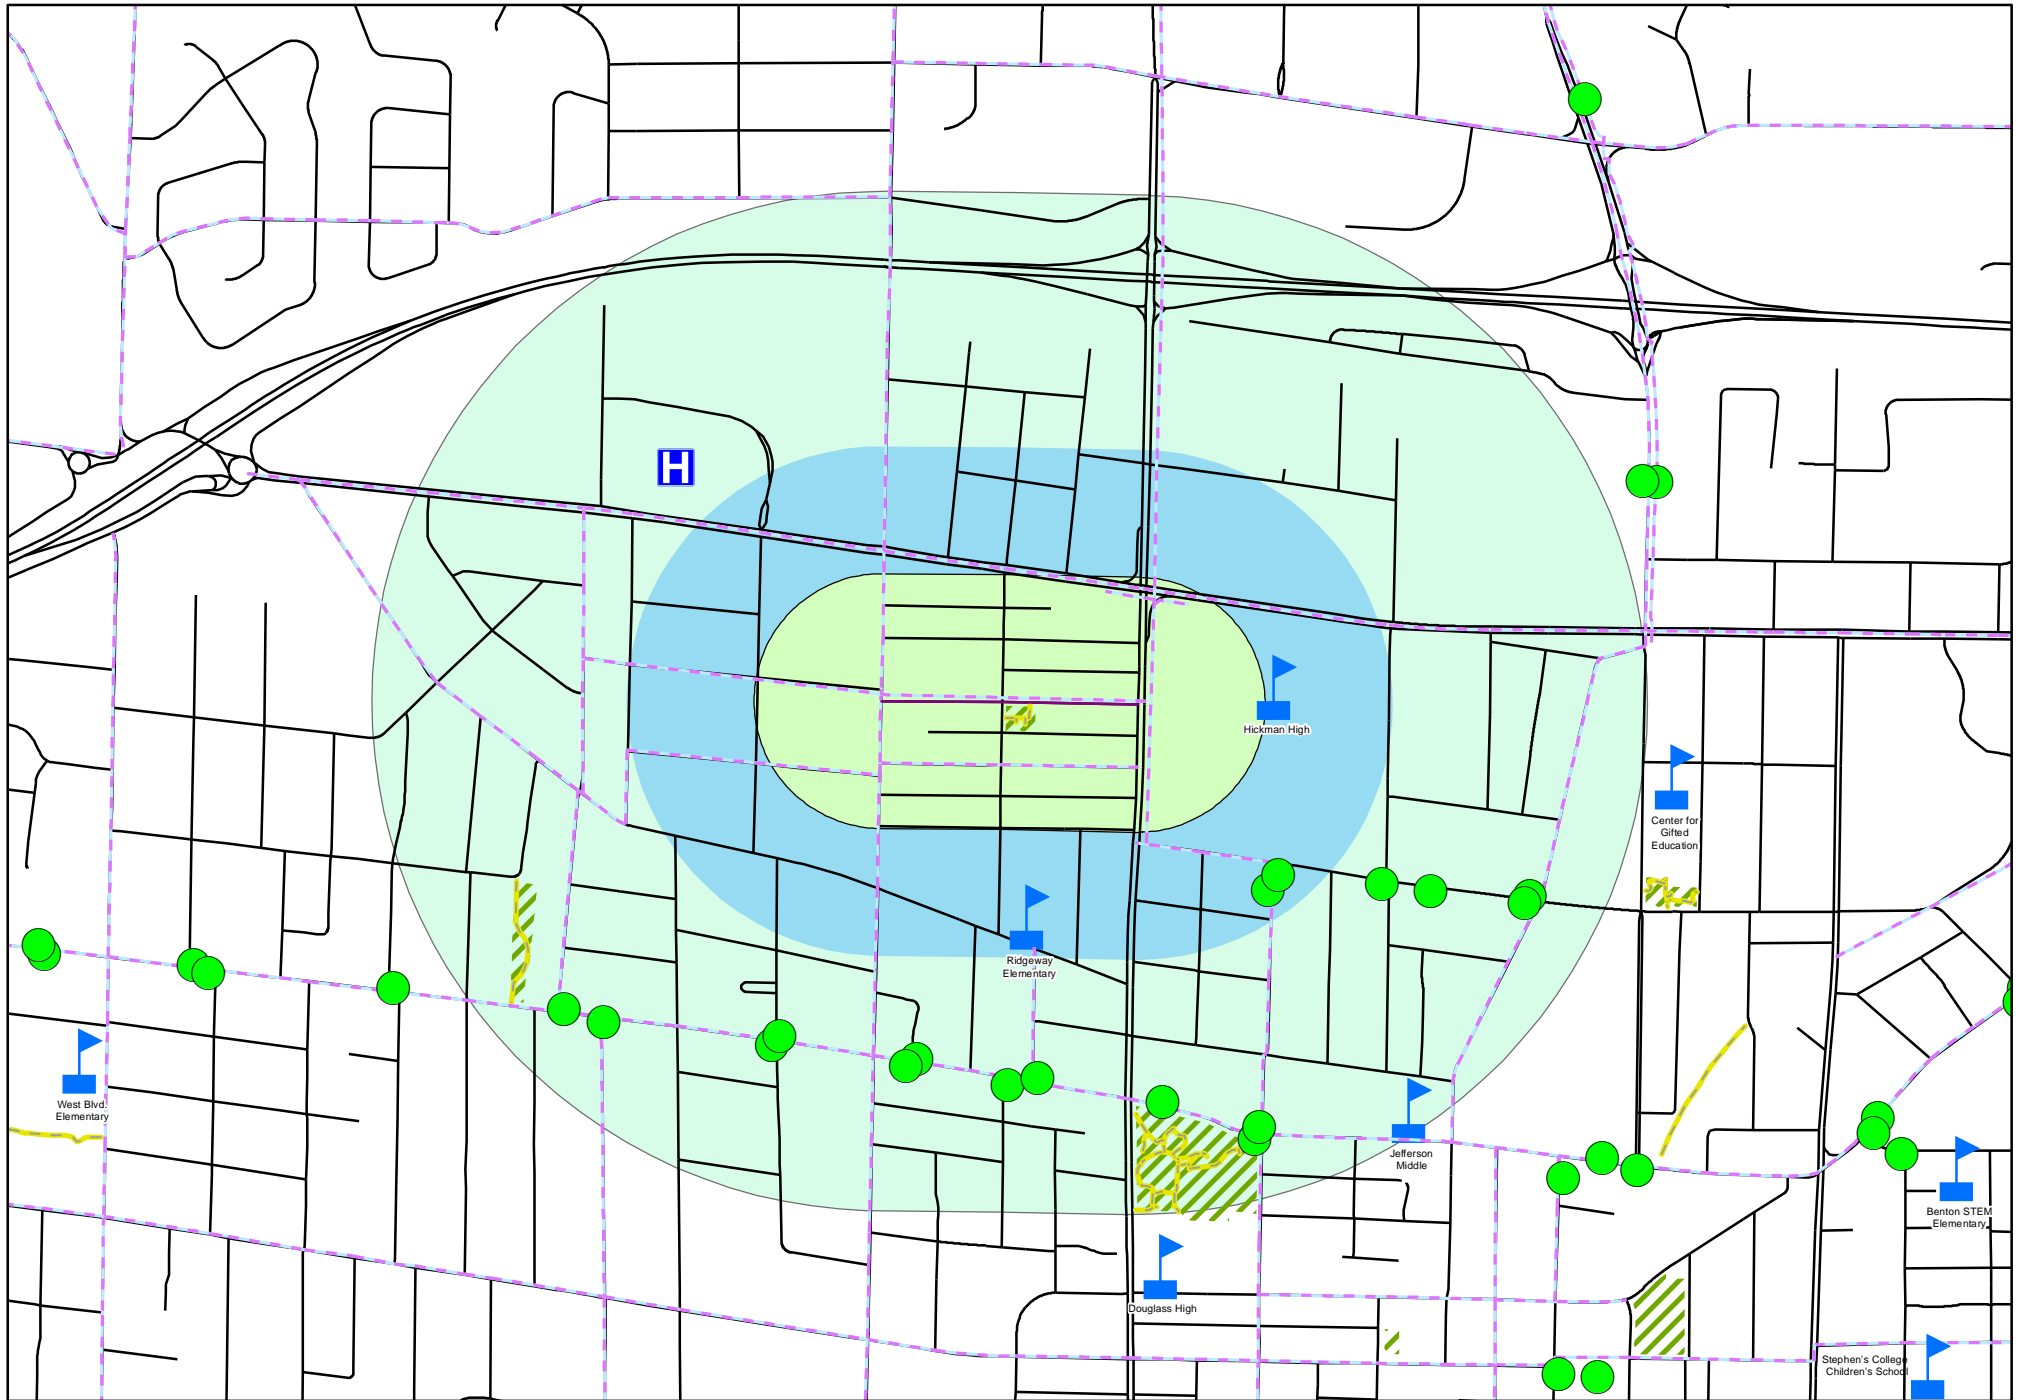 H
Hickman High
Center for
Gifted
Education
Ridgeway
Elementary
West Blvd.
Elementary
Jefferson
Middle
Benton STEM
Elementary
Douglass High
Stephen's College
Children's School